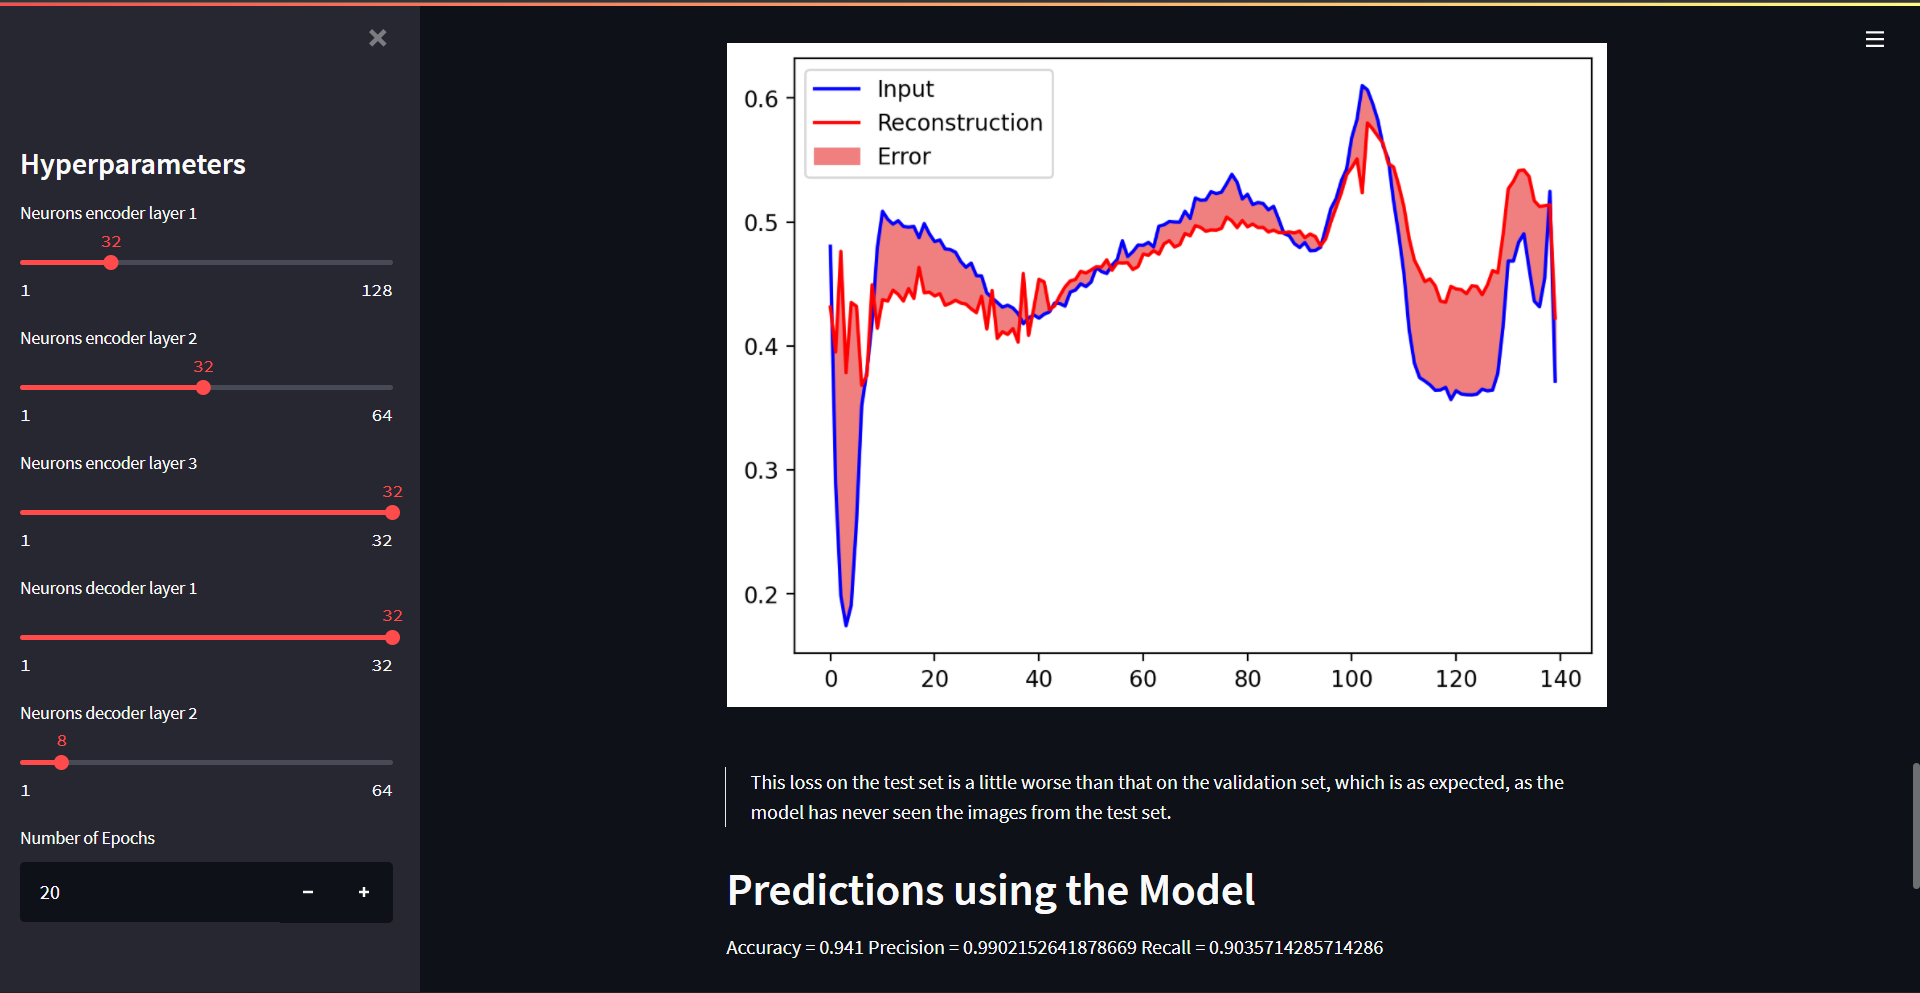 Hyperparameters
Neurons encoder layer 1
32
1 128
Neurons encoder layer 2
32
1 64
Neurons encoder layer 3
32
1 32
Neurons decoder layer 1
32
1 32
Neurons decoder layer 2
8
1 64
Number of Epochs
20
Input
Reconstruction
Error
0.6
0.5
0.4
0.3
0.2
0 20 40 60 80 100 120 140
This loss on the test set is a little worse than that on the validation set, which is as expected, as the
model has never seen the images from the test set.
Predictions using the Model
Accuracy = 0.941 Precision = 0.9902152641878669 Recall = 0.9035714285714286